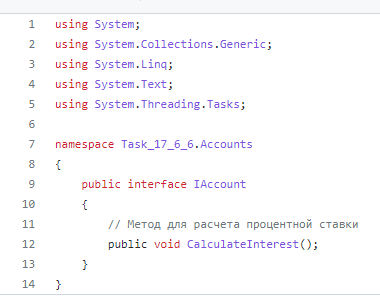 1 using System;
2 using System.Collections.Generic;
3 using System.Linq;
4 using System.Text;
5 using System.Threading.Tasks;
6
7 namespace Task_17_6_6.Accounts
8 {
9     public interface IAccount
10     {
11         // Метод для расчета процентной ставки
12         public void CalculateInterest();
13     }
14 }